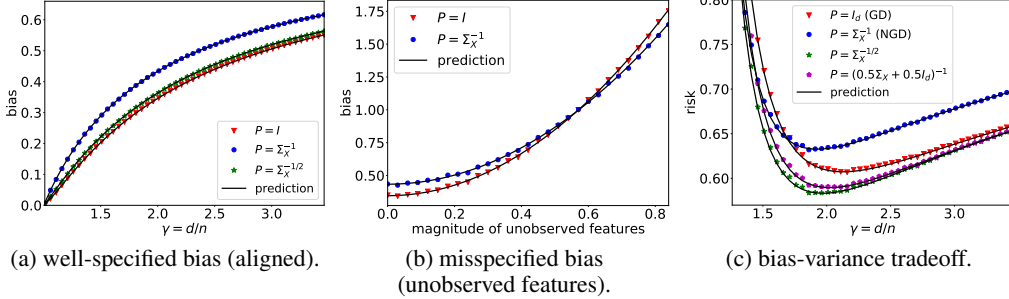 bias
0.6
0.5
0.4
0.3
0.2
0.1
0.0
P = I
P = Σ_X^{-1}
P = Σ_X^{-1/2}
prediction
1.5 2.0 2.5 3.0
γ = d/n
(a) well-specified bias (aligned).
bias
1.75
1.50
1.25
1.00
0.75
0.50
P = I
P = Σ_X^{-1}
prediction
0.0 0.2 0.4 0.6 0.8
magnitude of unobserved features
(b) misspecified bias
(unobserved features).
risk
0.80
0.75
0.70
0.65
0.60
P = I_d (GD)
P = Σ_X^{-1} (NGD)
P = Σ_X^{-1/2}
P = (0.5Σ_X + 0.5I_d)^{-1}
prediction
1.5 2.0 2.5 3.0
γ = d/n
(c) bias-variance tradeoff.